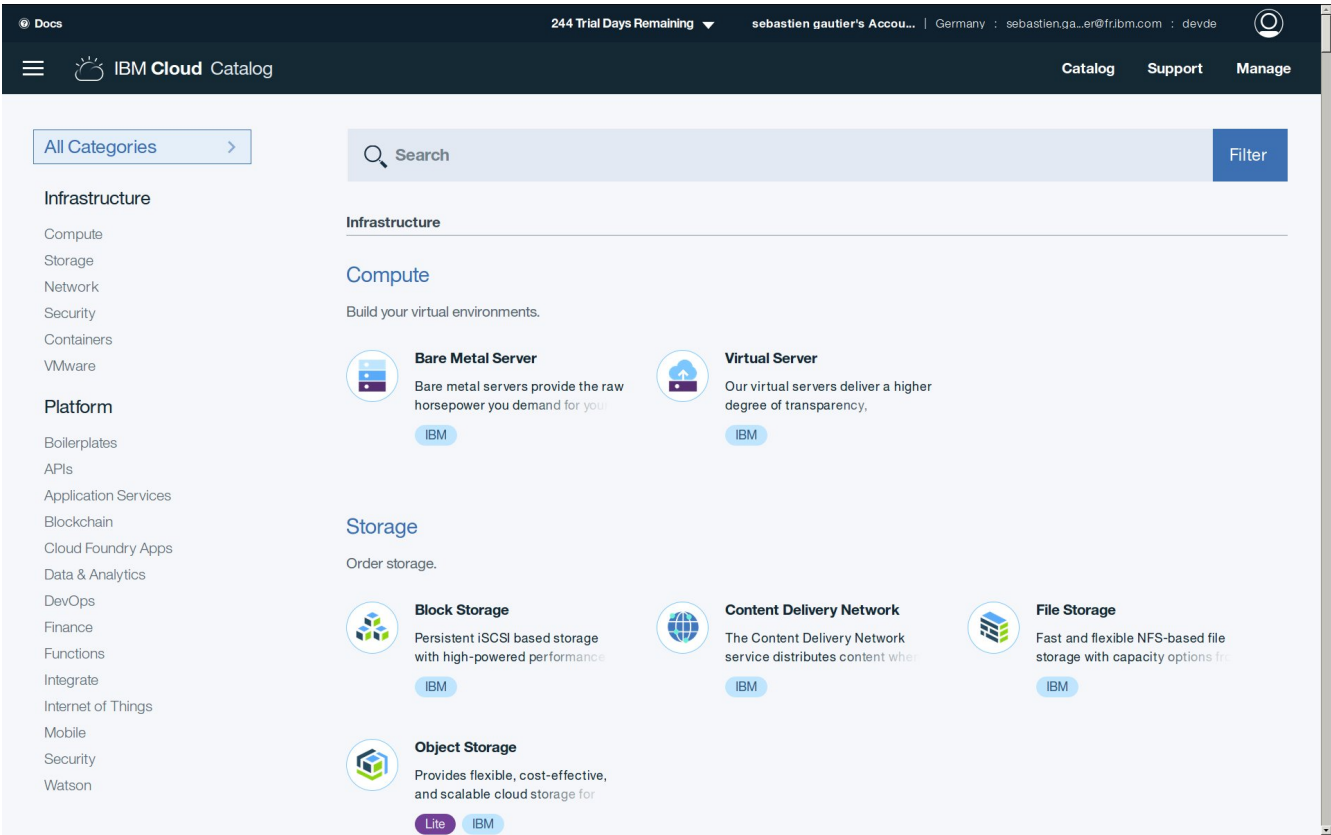 Docs
244 Trial Days Remaining
sebastien gautier's Accou... | Germany : sebastien.ga...er@fr.ibm.com : devde
IBM Cloud Catalog
Catalog Support Manage
All Categories
Infrastructure
Compute
Storage
Network
Security
Containers
VMware
Platform
Boilerplates
APIs
Application Services
Blockchain
Cloud Foundry Apps
Data & Analytics
DevOps
Finance
Functions
Integrate
Internet of Things
Mobile
Security
Watson
Search
Filter
Infrastructure
Compute
Build your virtual environments.
Bare Metal Server
Bare metal servers provide the raw
horsepower you demand for your
IBM
Virtual Server
Our virtual servers deliver a higher
degree of transparency,
IBM
Storage
Order storage.
Block Storage
Persistent iSCSI based storage
with high-powered performance
IBM
Content Delivery Network
The Content Delivery Network
service distributes content wher
IBM
File Storage
Fast and flexible NFS-based file
storage with capacity options fro
IBM
Object Storage
Provides flexible, cost-effective,
and scalable cloud storage for
Lite IBM